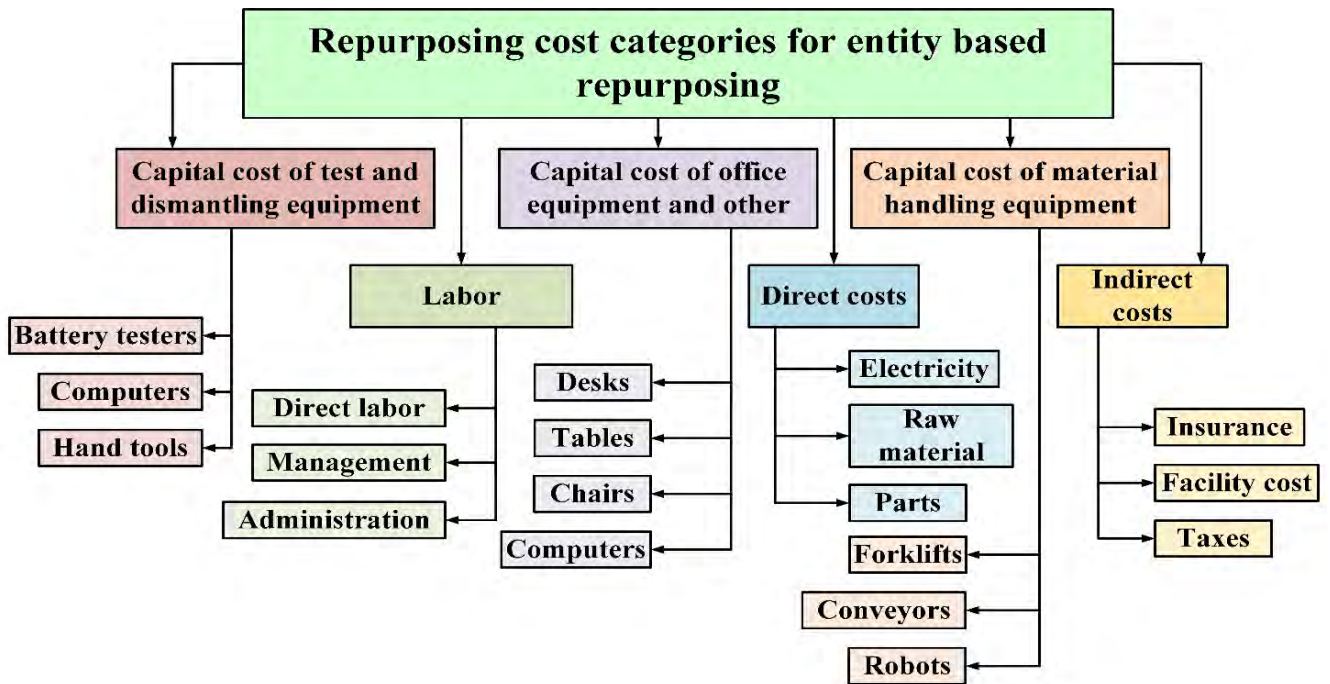 Repurposing cost categories for entity based
repurposing
Capital cost of test and
dismantling equipment
Capital cost of office
equipment and other
Capital cost of material
handling equipment
Labor
Direct costs
Indirect
costs
Battery testers
Computers
Hand tools
Direct labor
Management
Administration
Desks
Tables
Chairs
Computers
Electricity
Raw
material
Parts
Forklifts
Conveyors
Robots
Insurance
Facility cost
Taxes